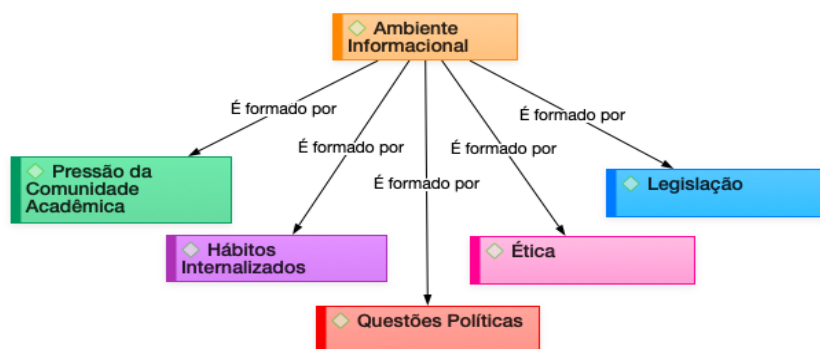 Ambiente
Informacional
É formado por
É formado por
É formado por
É formado por
É formado por
Pressão da
Comunidade
Acadêmica
Legislação
Hábitos
Internalizados
Ética
Questões Políticas